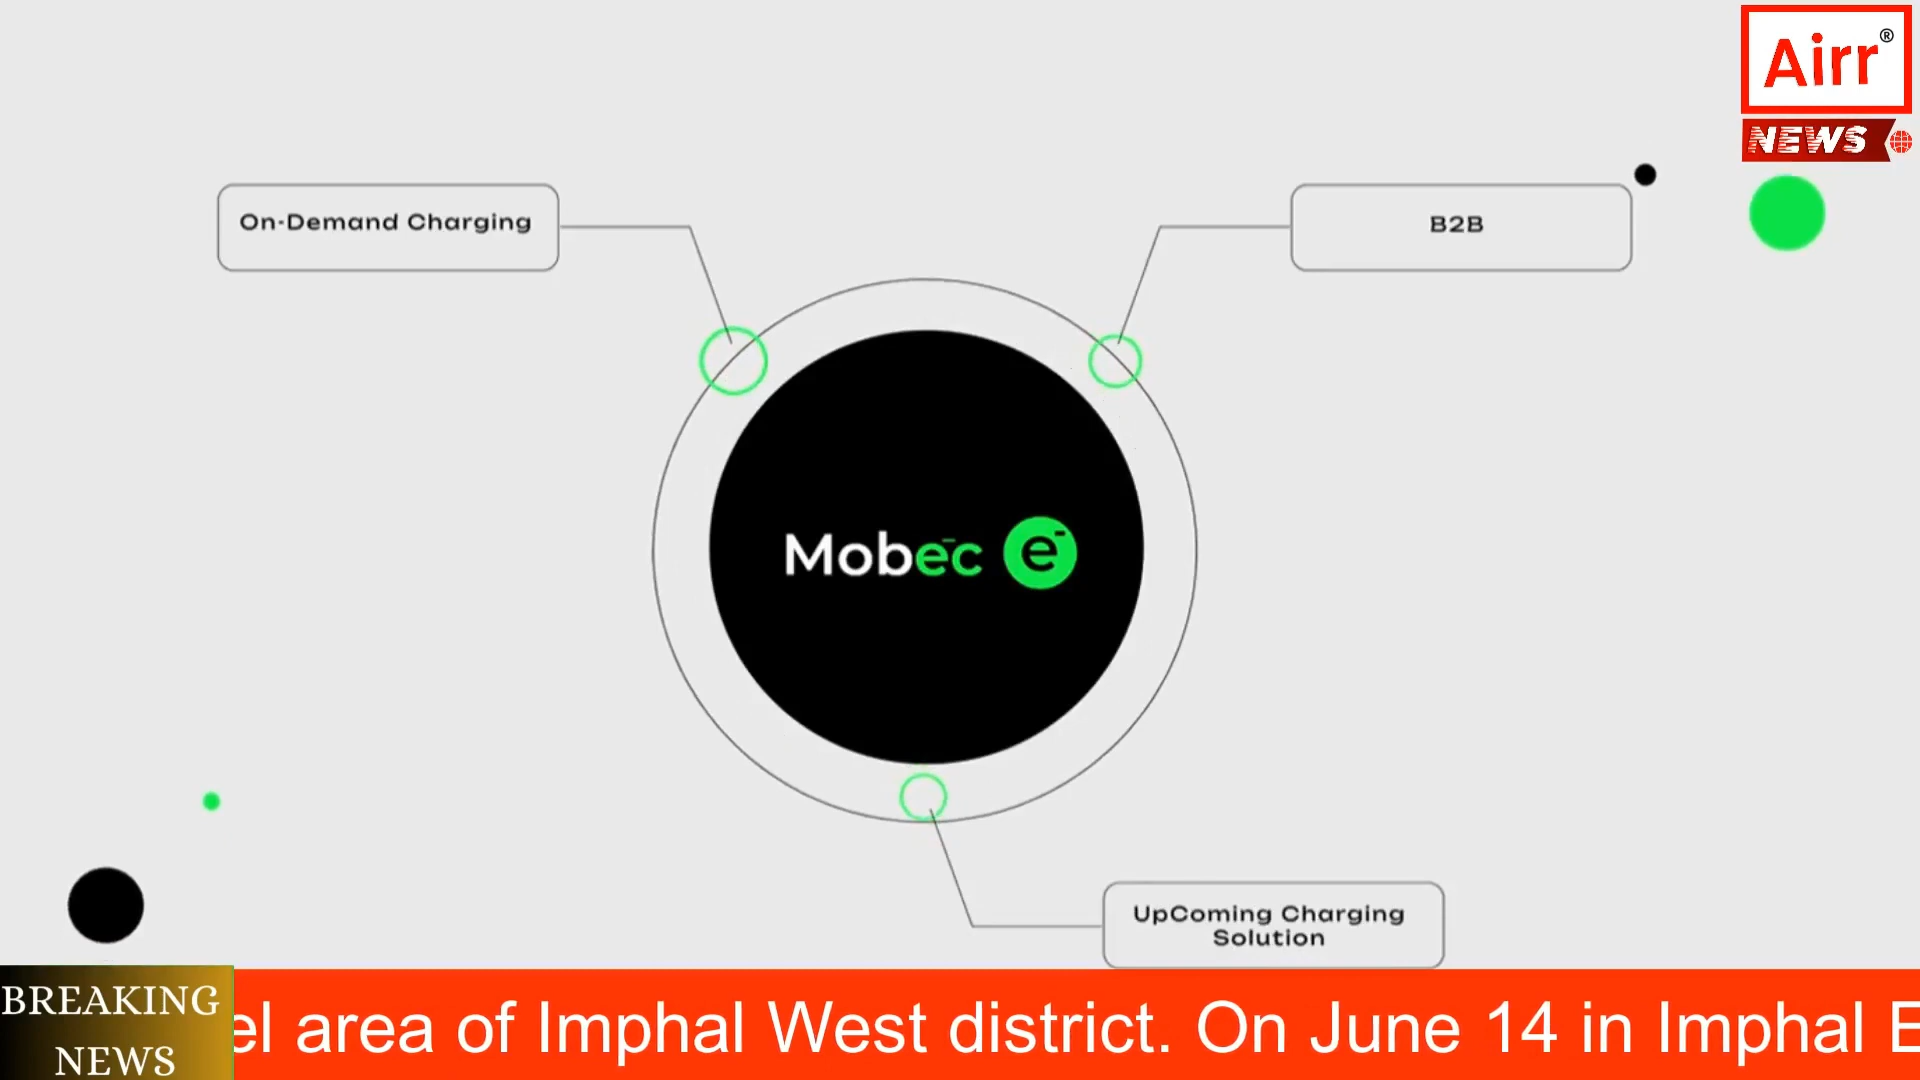 Airr®
NEWS
On-Demand Charging
B2B
Mobec e
UpComing Charging
Solution
BREAKING
NEWS
area of Imphal West district. On June 14 in Imphal